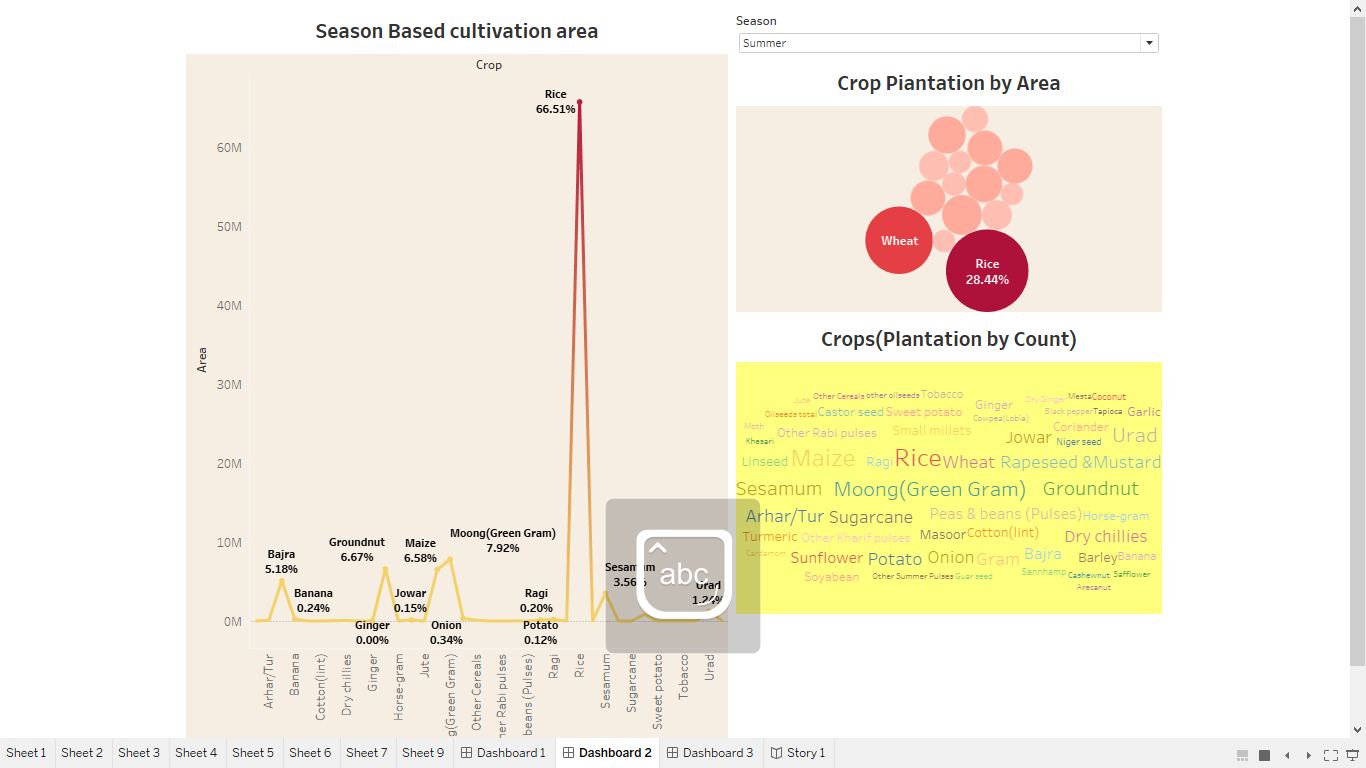 Season Based cultivation area
Crop
Rice
66.51%
60M
50M
40M
30M
20M
10M
0M
Area
Bajra
5.18%
Banana
0.24%
Groundnut
6.67%
Ginger
0.00%
Maize
6.58%
Jowar
0.15%
Onion
0.34%
Moong(Green Gram)
7.92%
Ragi
0.20%
Potato
0.12%
Sesamum
3.56%
Urad
1.24%
abc
Arhar/Tur
Banana
Cotton(lint)
Dry chillies
Ginger
Horse-gram
Jute
g(Green Gram)
Other Cereals
ner Rabi pulses
beans (Pulses)
Ragi
Rice
Sesamum
Sugarcane
Sweet potato
Tobacco
Urad
Season
Summer
Crop Piantation by Area
Wheat
Rice
28.44%
Crops(Plantation by Count)
Jute Other Cereals other oilseeds Tobacco Ginger Dry Ginger Mesta Coconut
Oilseeds total Castor seed Sweet potato Cowpea(Lobia) Black pepper Tapioca Garlic
Moth Other Rabi pulses Small millets Coriander
Khesari Jowar Niger seed Urad
Linseed Maize Ragi Rice Wheat Rapeseed &Mustard
Sesamum Moong(Green Gram) Groundnut
Arhar/Tur Sugarcane Peas & beans (Pulses) Horse-gram
Turmeric Other Kharif pulses Masoor Cotton(lint) Dry chillies
Cardamom Sunflower Potato Onion Gram Bajra Barley Banana
Soyabean Other Summer Pulses Guar seed Sannhamp Cashewnut Safflower
Arecanut
Sheet 1 Sheet 2 Sheet 3 Sheet 4 Sheet 5 Sheet 6 Sheet 7 Sheet 9 Dashboard 1 Dashboard 2 Dashboard 3 Story 1